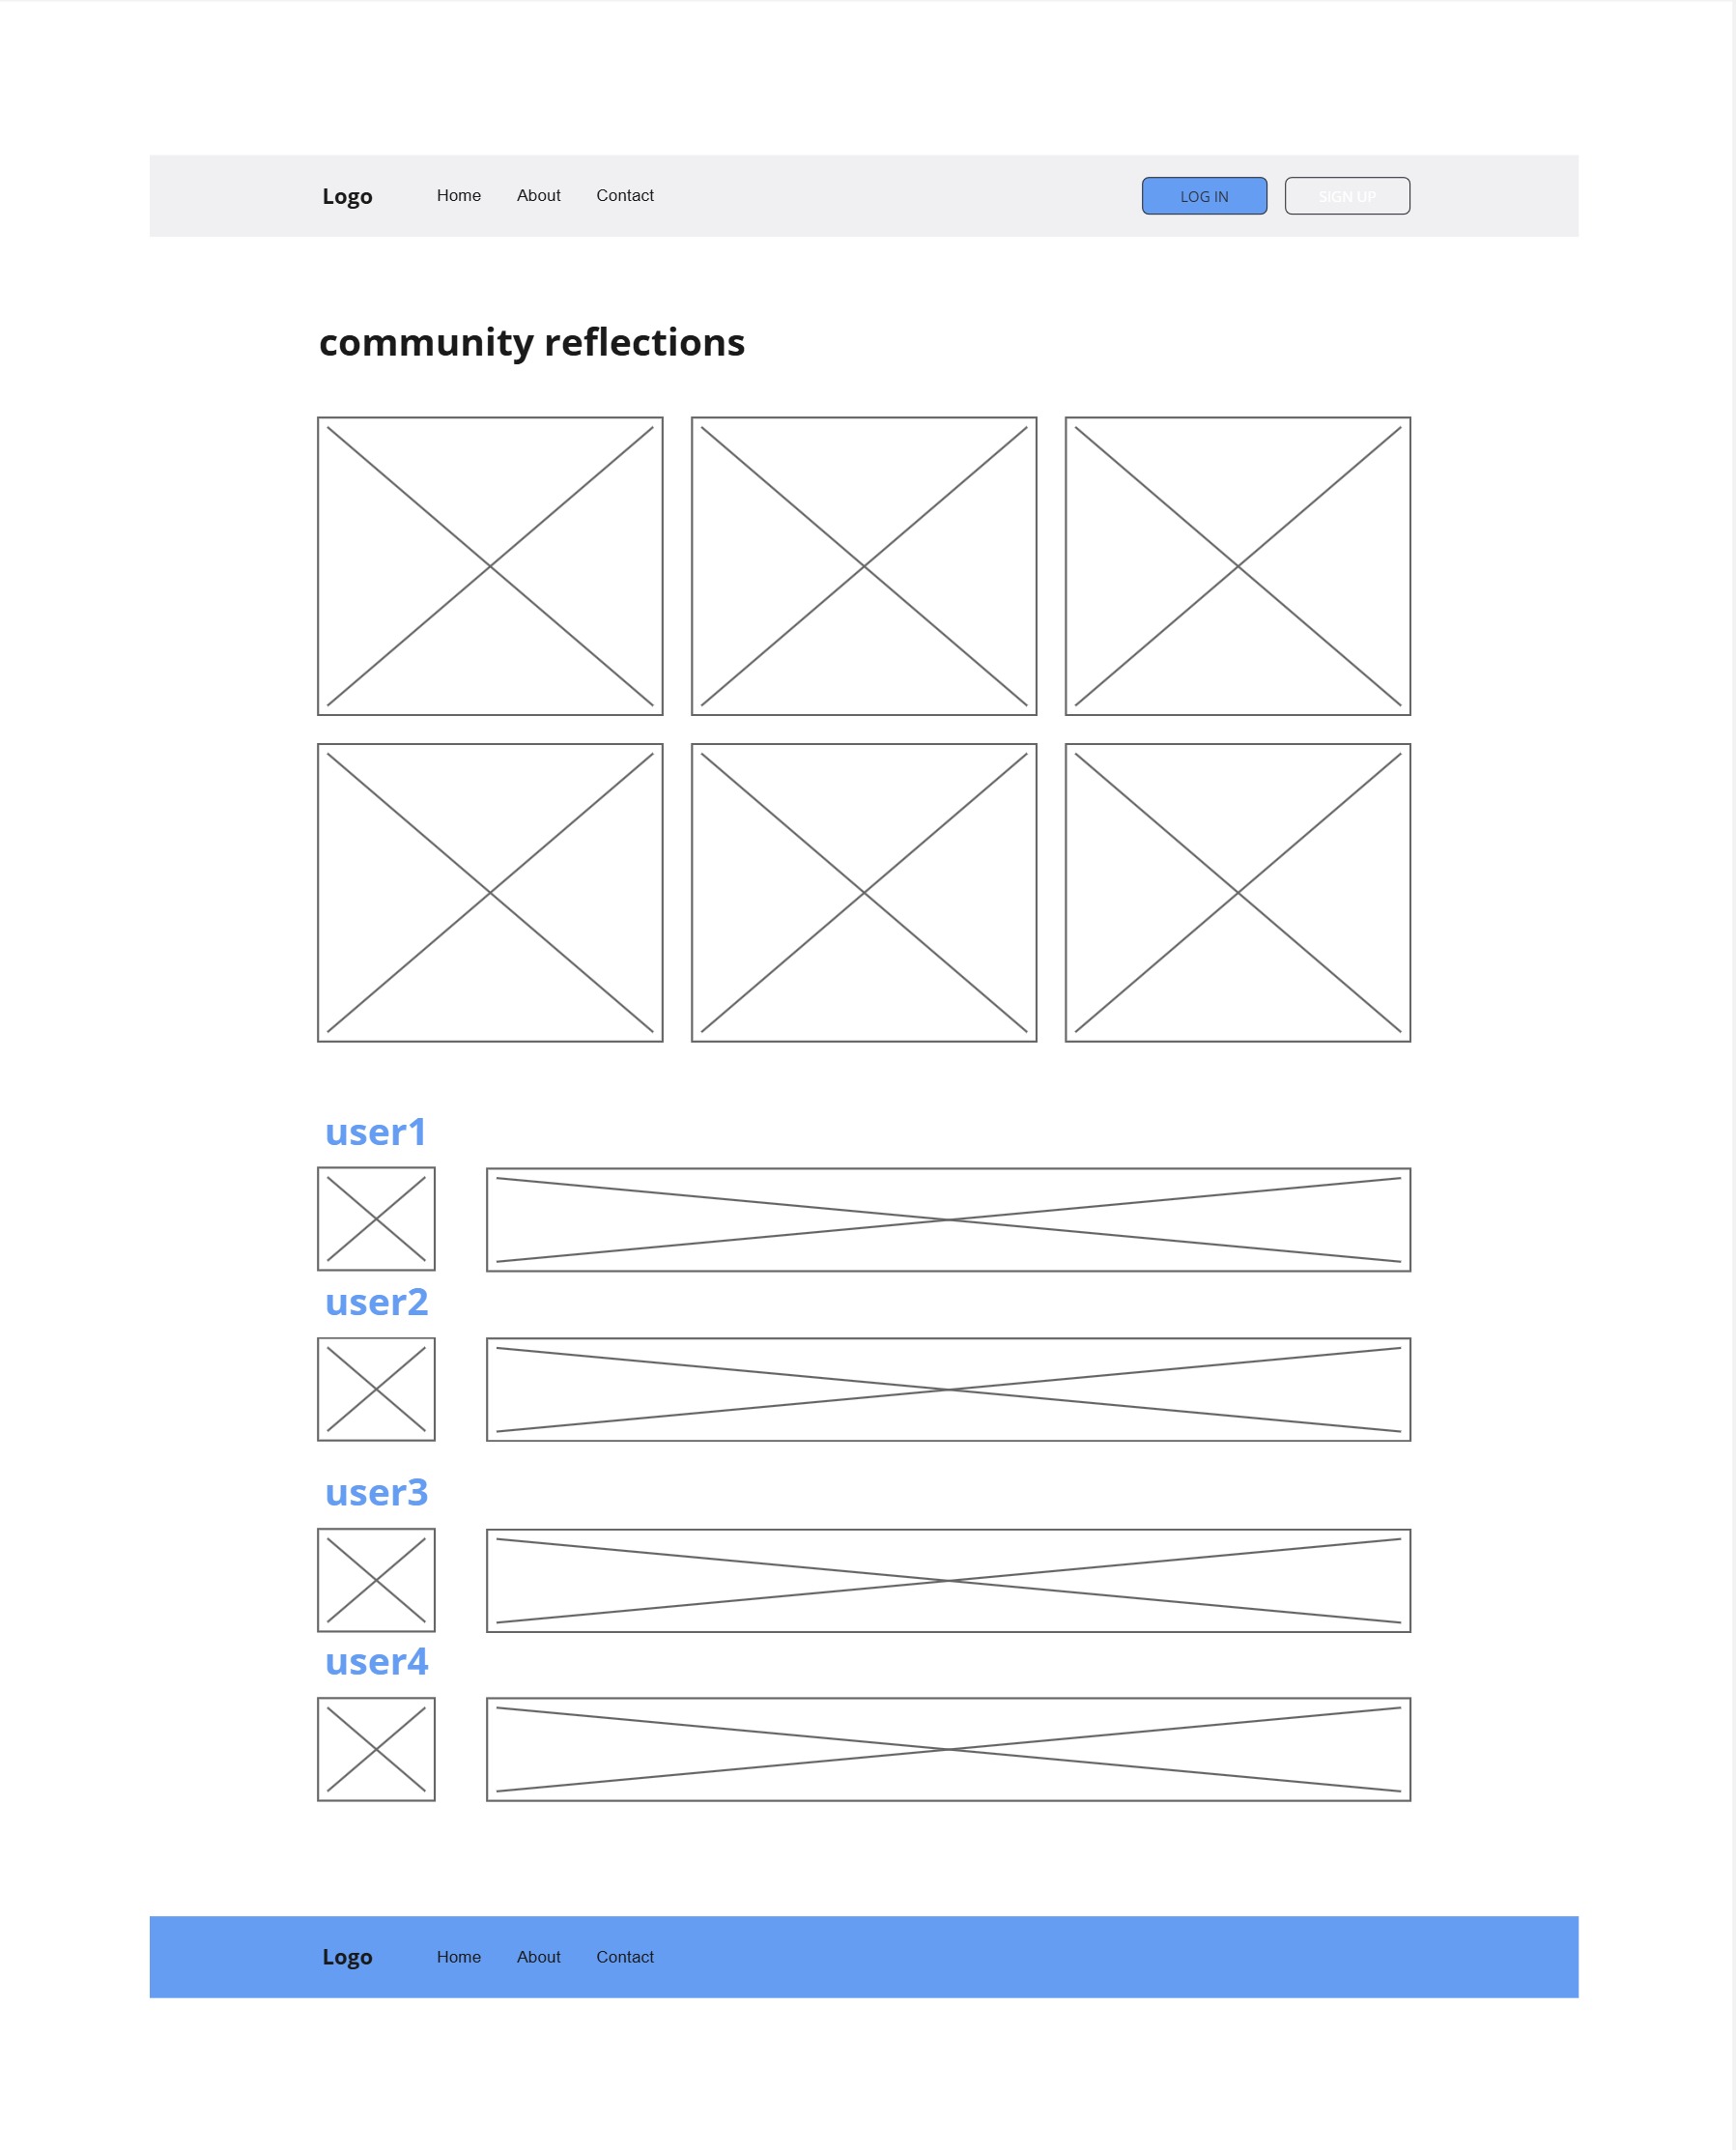 Logo Home About Contact LOG IN SIGN UP
community reflections
user1
user2
user3
user4
Logo Home About Contact